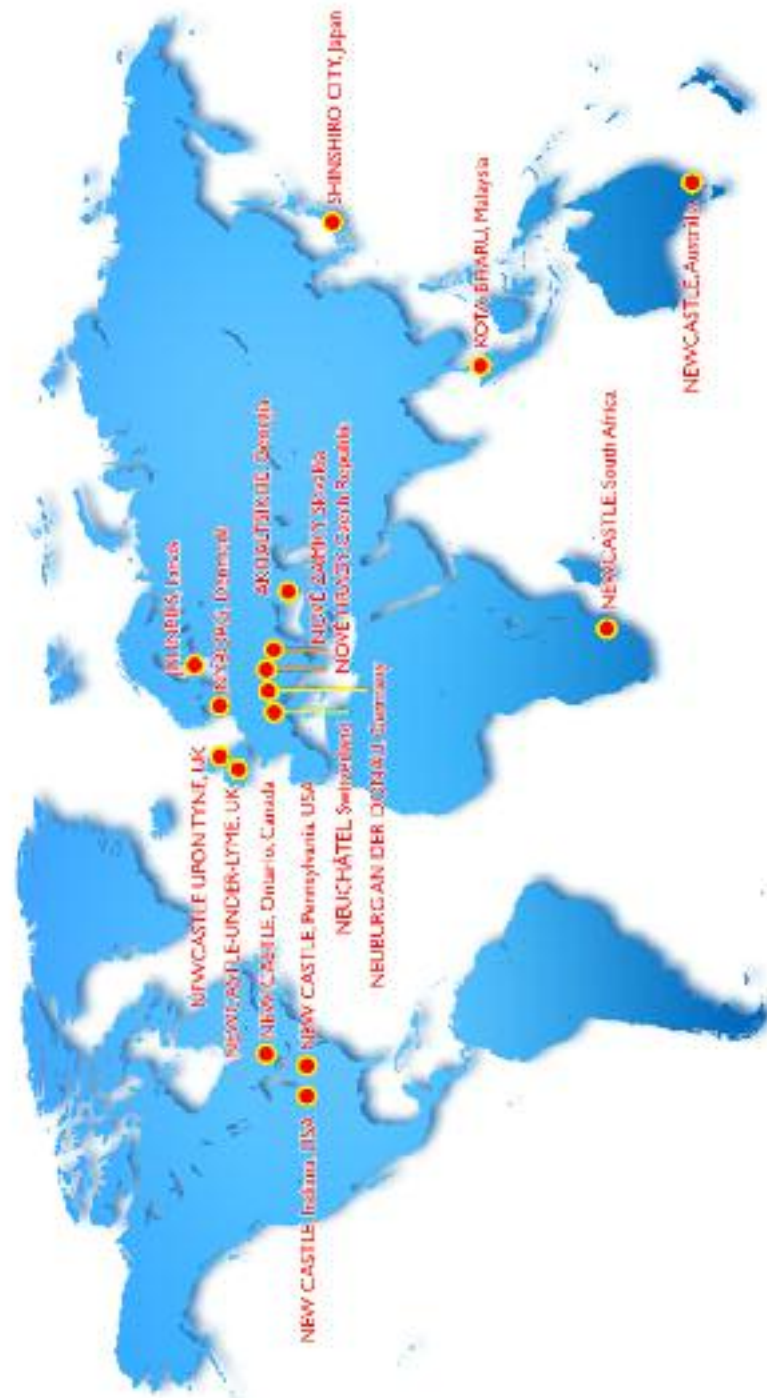 NEWCASTLE UPON TYNE, UK
NEWCASTLE-UNDER-LYME, UK
NEW CASTLE, Ontario, Canada
NEW CASTLE, Pennsylvania, USA
NEW CASTLE, Indiana, USA
NEUCHÂTEL, Switzerland
NEUBURG AN DER DONAU, Germany
NYBORG, Denmark
NOVÉ ZÁMKY, Slovakia
NOVÉ HRADY, Czech Republic
SHINSHIRO CITY, Japan
KOTA BHARU, Malaysia
NEWCASTLE, South Africa
NEWCASTLE,